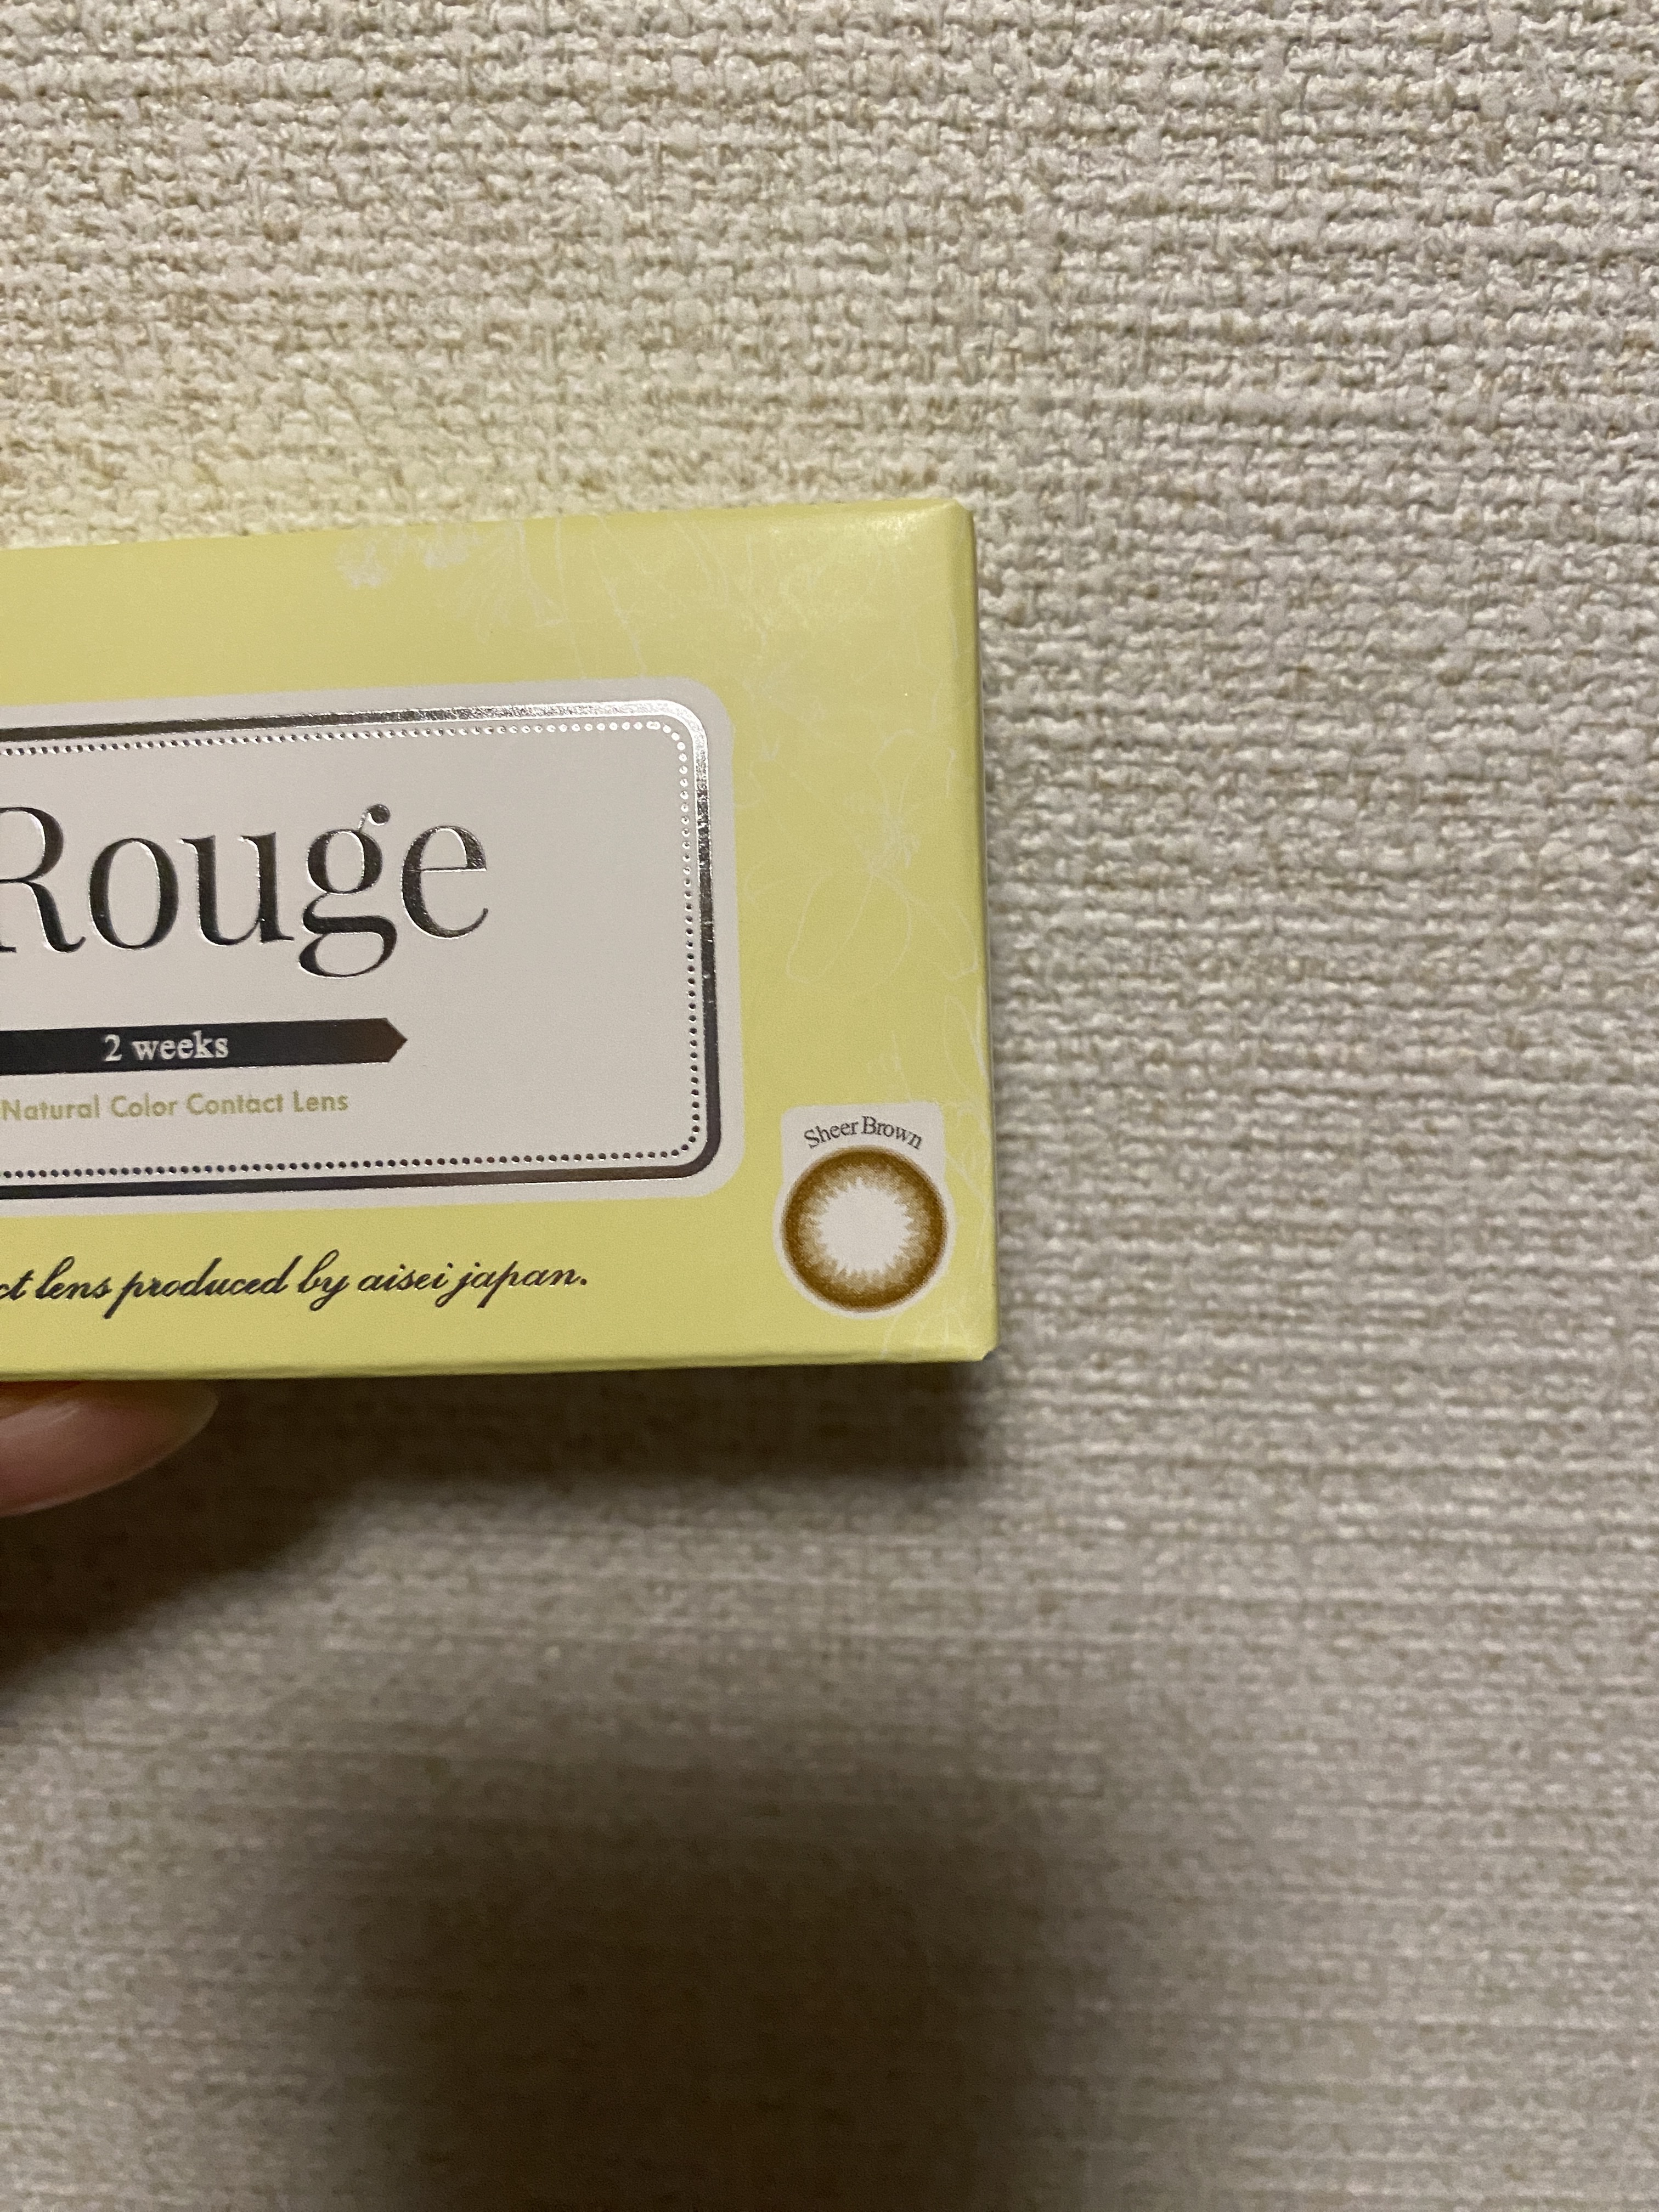 Rouge
2 weeks
Natural Color Contact Lens
Sheer Brown
lens produced by aisei japan.